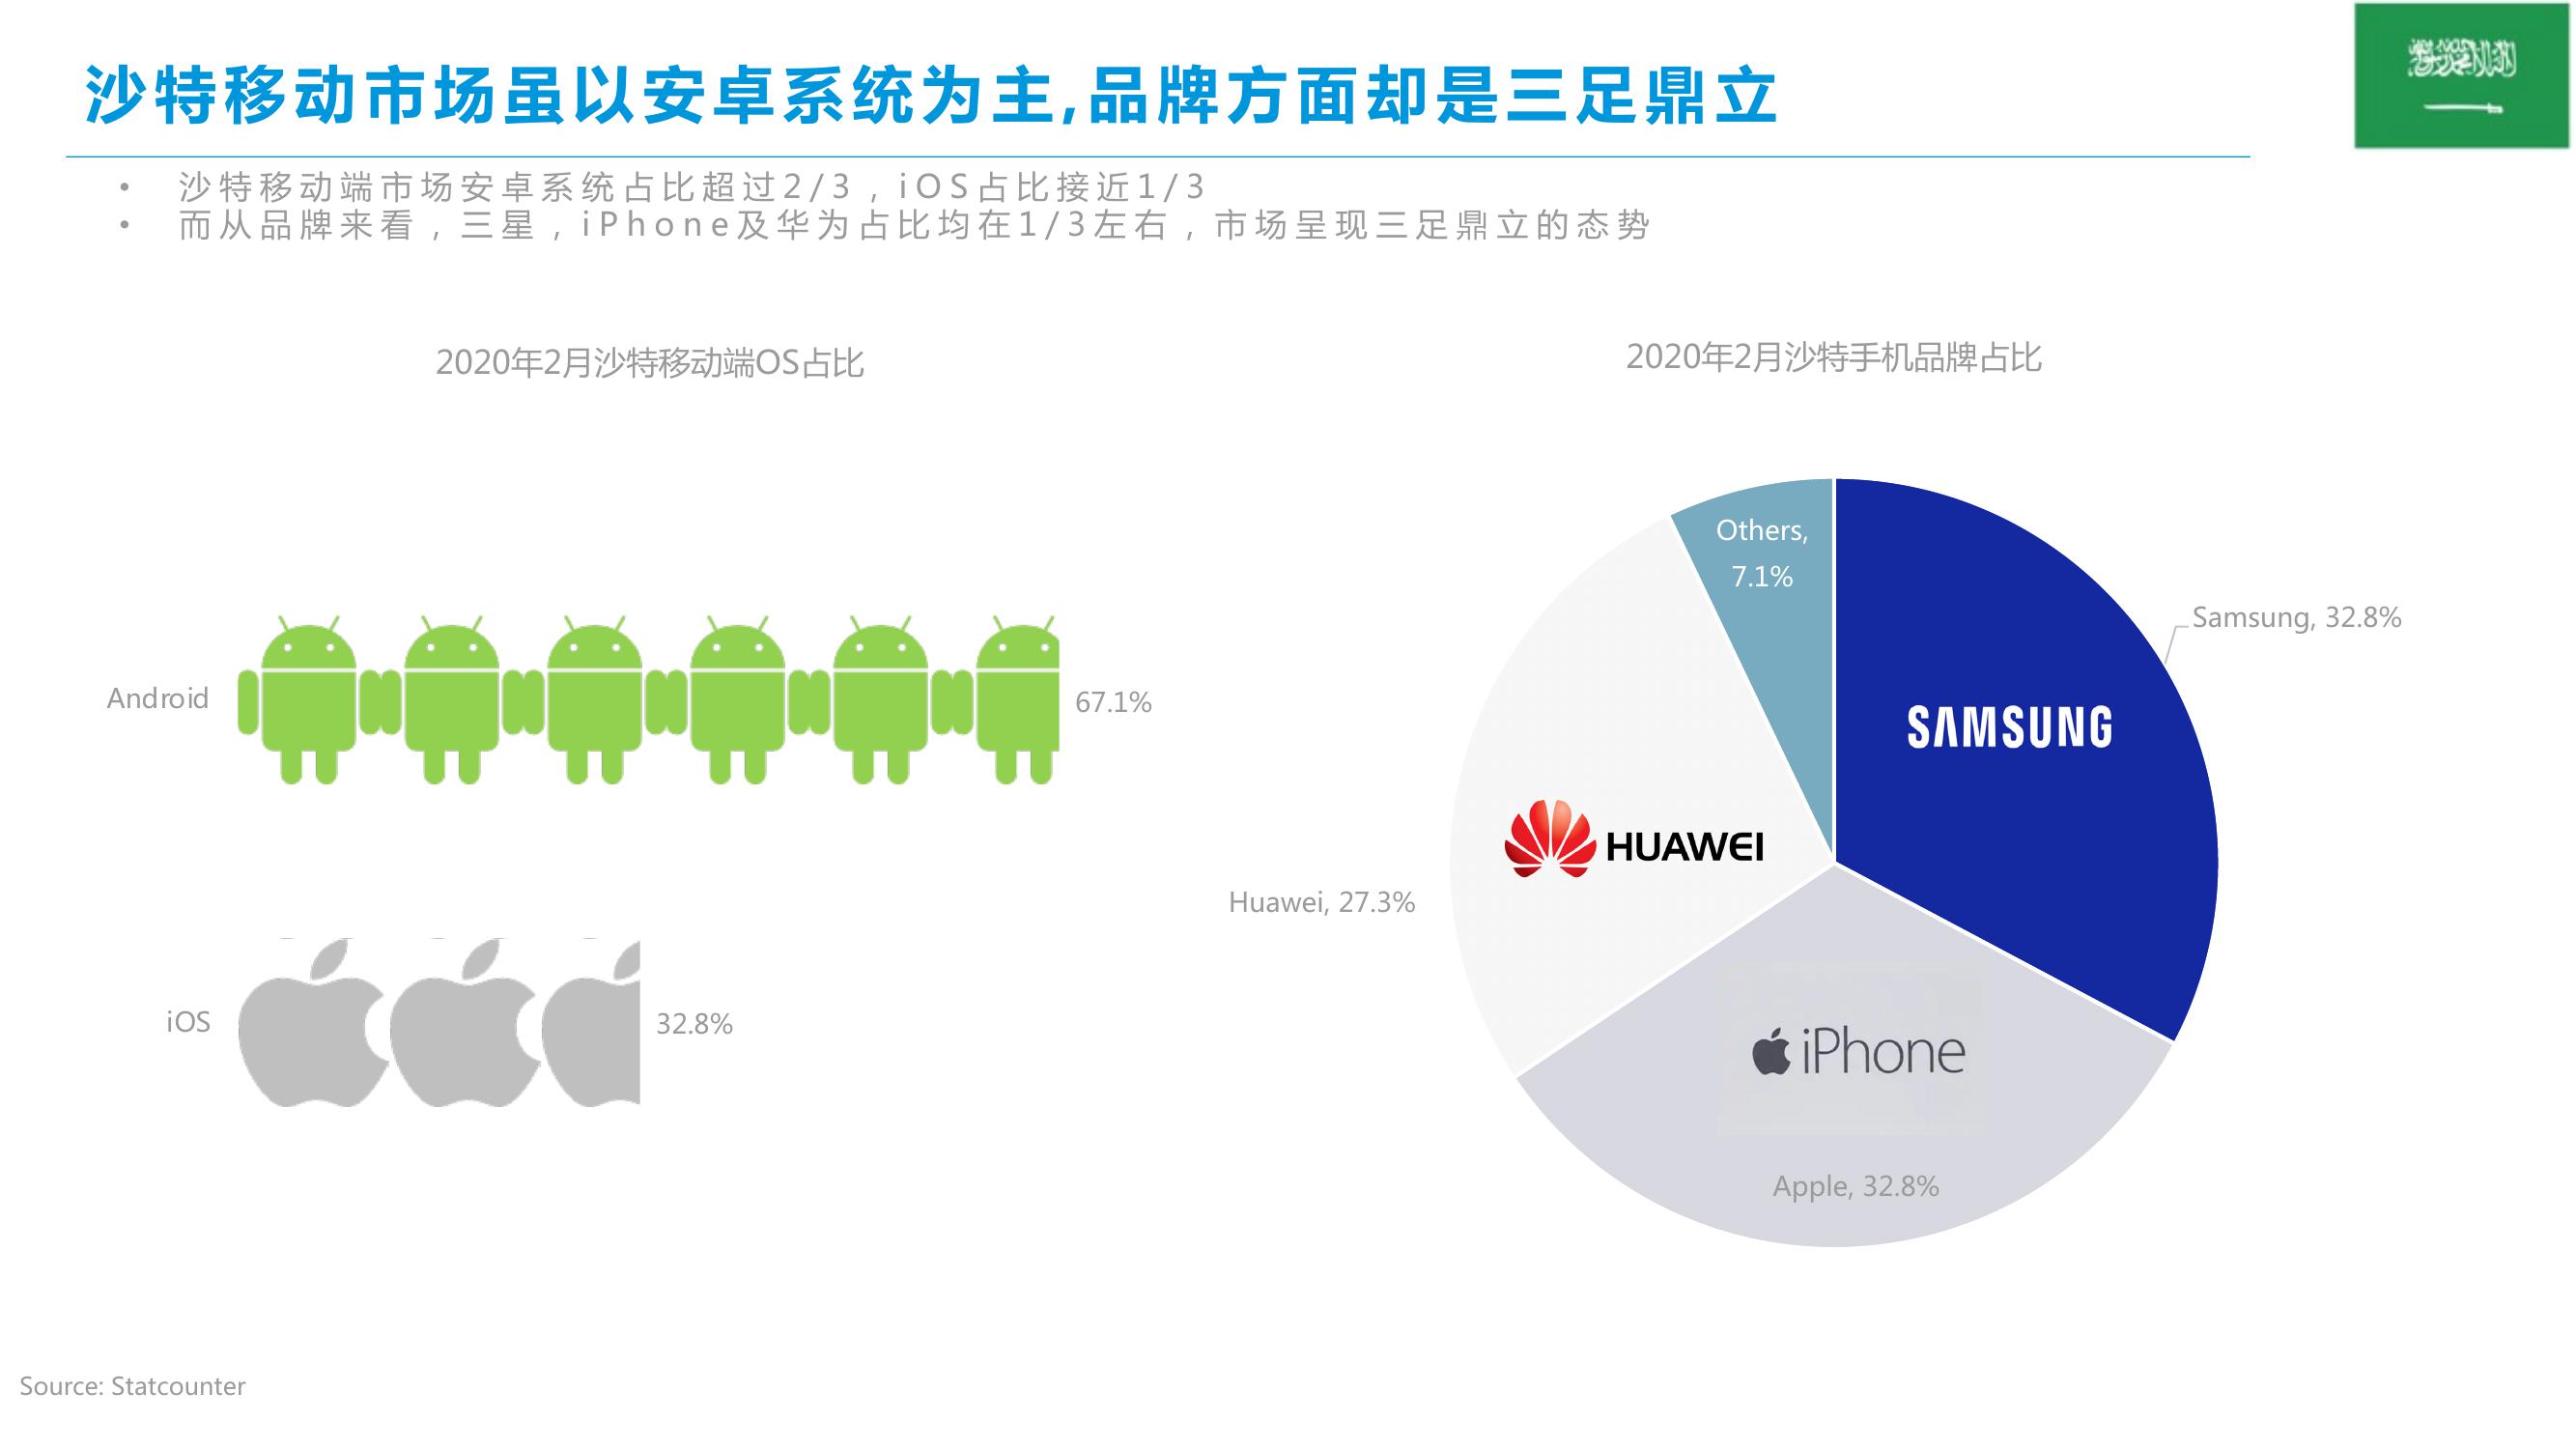 沙特移动市场虽以安卓系统为主,品牌方面却是三足鼎立
• 沙特移动端市场安卓系统占比超过2/3，iOS占比接近1/3
• 而从品牌来看，三星，iPhone及华为占比均在1/3左右，市场呈现三足鼎立的态势
2020年2月沙特移动端OS占比
Android
67.1%
iOS
32.8%
2020年2月沙特手机品牌占比
Others,
7.1%
Samsung, 32.8%
SAMSUNG
HUAWEI
Huawei, 27.3%
iPhone
Apple, 32.8%
Source: Statcounter